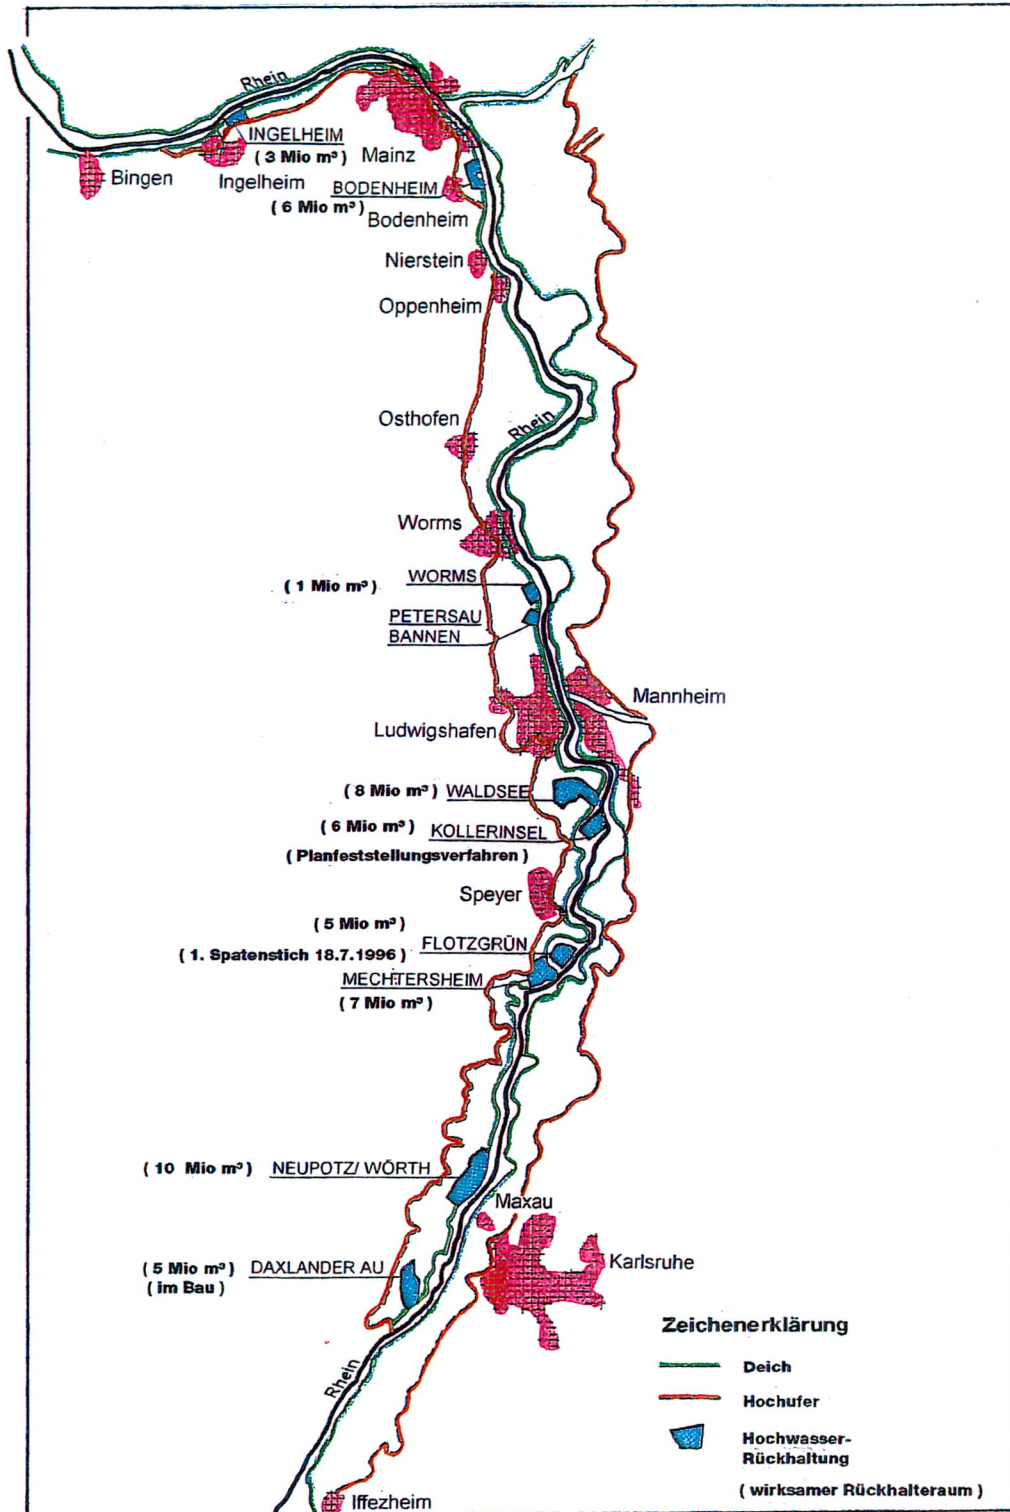 Rhein
INGELHEIM
( 3 Mio m³ )
Mainz
Bingen
Ingelheim
BODENHEIM
( 6 Mio m³ )
Bodenheim
Nierstein
Oppenheim
Osthofen
Rhein
Worms
( 1 Mio m³ ) WORMS
PETERSAU
BANNEN
Mannheim
Ludwigshafen
( 8 Mio m³ ) WALDSEE
( 6 Mio m³ ) KOLLERINSEL
( Planfeststellungsverfahren )
Speyer
( 5 Mio m³ )
( 1. Spatenstich 18.7.1996 ) FLOTZGRÜN
MECHTERSHEIM
( 7 Mio m³ )
( 10 Mio m³ ) NEUPOTZ/ WÖRTH
Maxau
( 5 Mio m³ ) DAXLANDER AU
( im Bau )
Karlsruhe
Rhein
Iffezheim
Zeichenerklärung
Deich
Hochufer
Hochwasser-
Rückhaltung
( wirksamer Rückhalteraum )